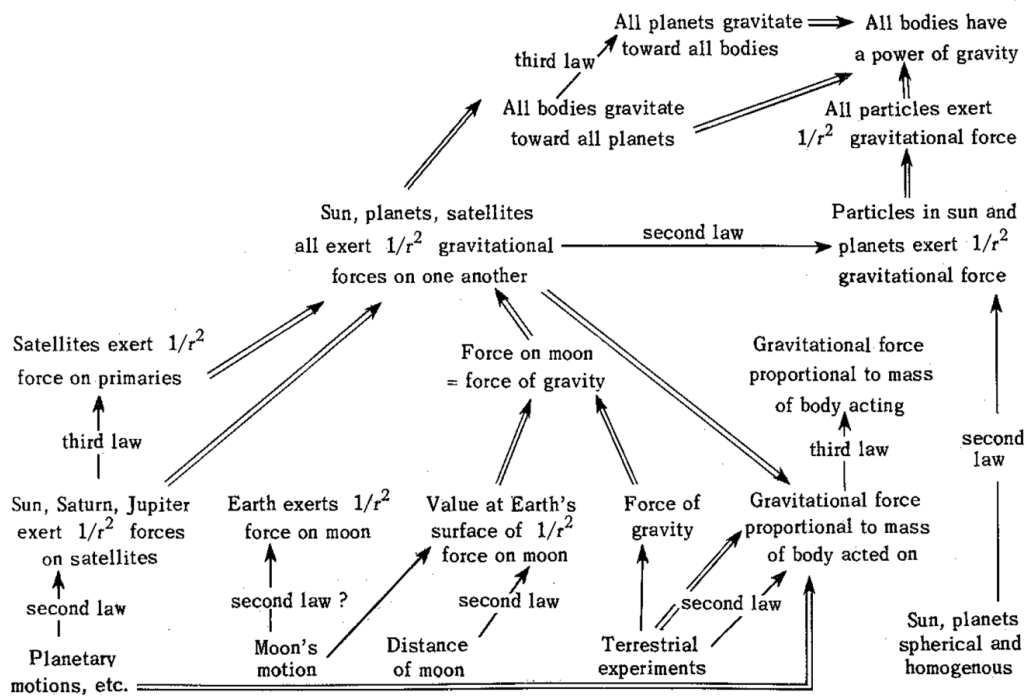 All planets gravitate
toward all bodies
All bodies have
a power of gravity
third law
All bodies gravitate
toward all planets
All particles exert
1/r² gravitational force
Sun, planets, satellites
all exert 1/r² gravitational
forces on one another
second law
Particles in sun and
planets exert 1/r²
gravitational force
Satellites exert 1/r²
force on primaries
Force on moon
= force of gravity
Gravitational force
proportional to mass
of body acting
third law
third law
second
law
Sun, Saturn, Jupiter
exert 1/r² forces
on satellites
Earth exerts 1/r²
force on moon
Value at Earth's
surface of 1/r²
force on moon
Force of
gravity
Gravitational force
proportional to mass
of body acted on
second law
second law ?
second law
second law
Planetary
motions, etc.
Moon's
motion
Distance
of moon
Terrestrial
experiments
Sun, planets
spherical and
homogenous